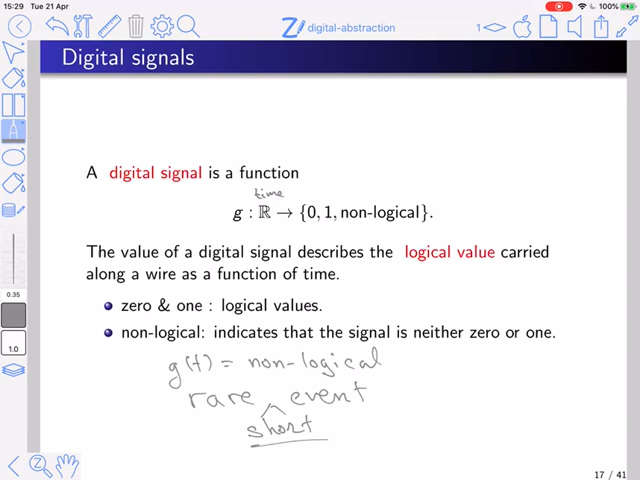 15:29 Tue 21 Apr 100%
digital-abstraction 1
Digital signals
A digital signal is a function
time
g : ℝ → {0, 1, non-logical}.
The value of a digital signal describes the logical value carried
along a wire as a function of time.
zero & one : logical values.
non-logical: indicates that the signal is neither zero or one.
g(t) = non-logical
rare event
short
0.35
1.0
17 / 41